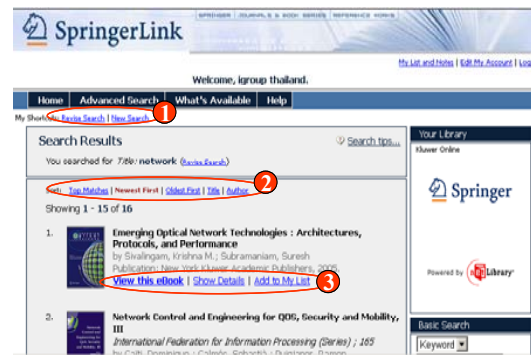 SPRINGER | JOURNALS & BOOK SERIES | REFERENCE WORKS
SpringerLink
My List and Notes | Edit My Account | Log
Welcome, igroup thailand.
Home Advanced Search What's Available Help
My Shortcuts: Revise Search | New Search
1
Search Results
Search tips...
You searched for Title: network (Revise Search)
Your Library
Kluwer Online
Springer
Powered by Library
Sort: Top Matches | Newest First | Oldest First | Title | Author
2
Showing 1 - 15 of 16
1. Emerging Optical Network Technologies : Architectures,
Protocols, and Performance
by Sivalingam, Krishna M.; Subramaniam, Suresh
Publication: New York Kluwer Academic Publishers, 2005.
View this eBook | Show Details | Add to My List
3
2. Network Control and Engineering for QOS, Security and Mobility,
III
International Federation for Information Processing (Series) ; 165
by Gaïti, Dominique
Basic Search
Keyword